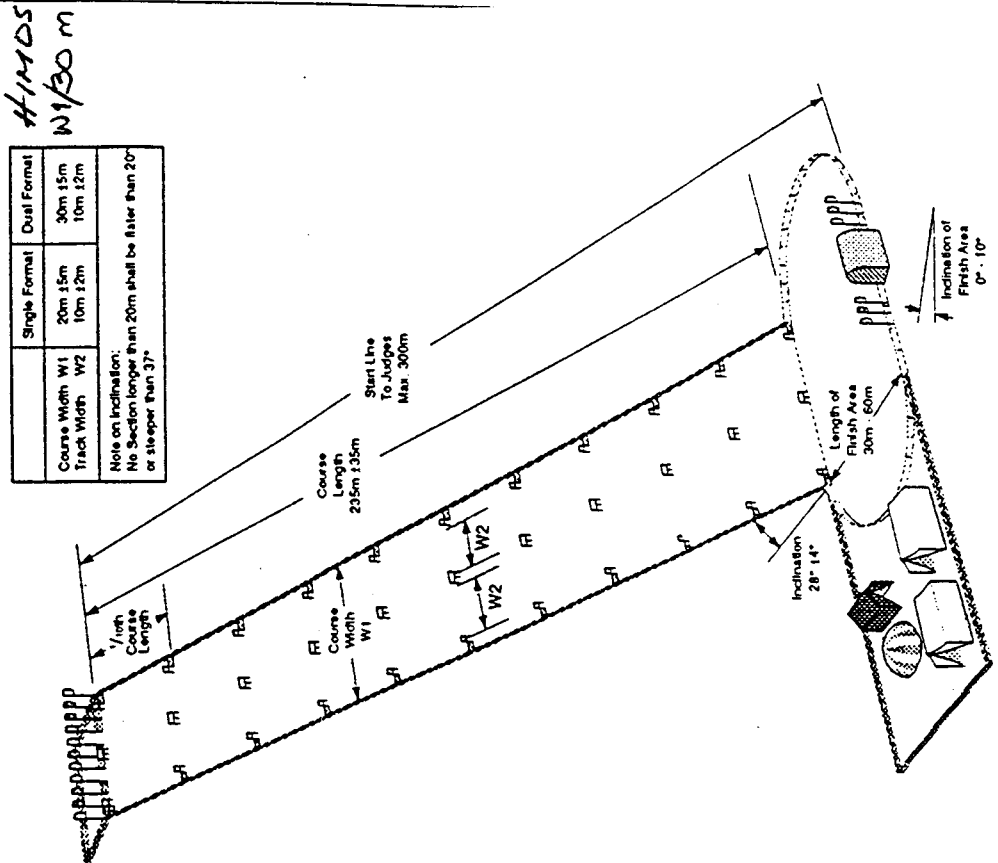 HIMOS
W1/30 m
Single Format Dual Format
Course Width W1 20m ±5m 30m ±5m
Track Width W2 10m ±2m 10m ±2m
Note on Inclination:
No Section longer than 20m shall be flater than 20°
or steeper than 37°
1/10th
Course
Length
Course
Length
235m ±35m
Start Line
To Judges
Max. 300m
Course
Width
W1
W2
W2
Inclination
28° ±4°
Length of
Finish Area
30m - 60m
Inclination of
Finish Area
0° - 10°